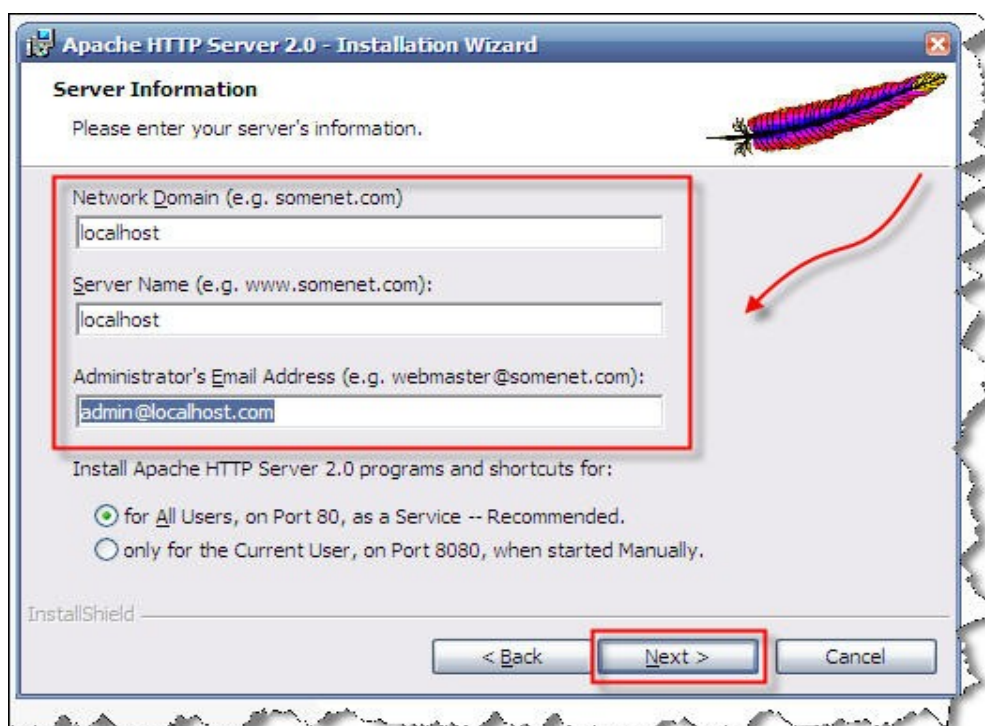 Apache HTTP Server 2.0 - Installation Wizard
Server Information
Please enter your server's information.
Network Domain (e.g. somenet.com)
localhost
Server Name (e.g. www.somenet.com):
localhost
Administrator's Email Address (e.g. webmaster@somenet.com):
admin@localhost.com
Install Apache HTTP Server 2.0 programs and shortcuts for:
for All Users, on Port 80, as a Service -- Recommended.
only for the Current User, on Port 8080, when started Manually.
InstallShield
< Back
Next >
Cancel